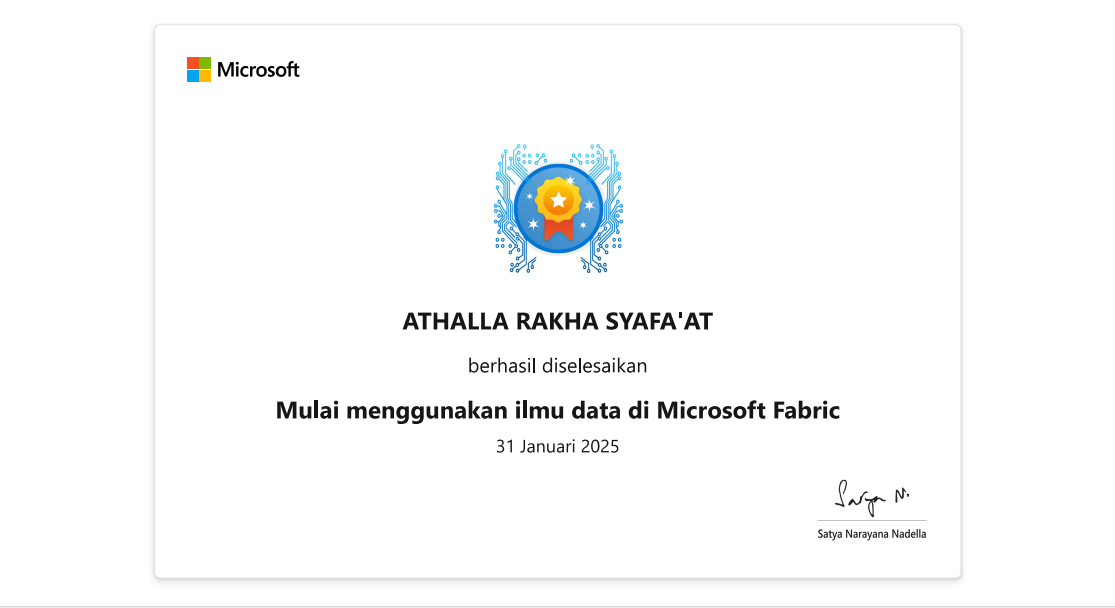 Microsoft
ATHALLA RAKHA SYAFA'AT
berhasil diselesaikan
Mulai menggunakan ilmu data di Microsoft Fabric
31 Januari 2025
Satya N.
Satya Narayana Nadella